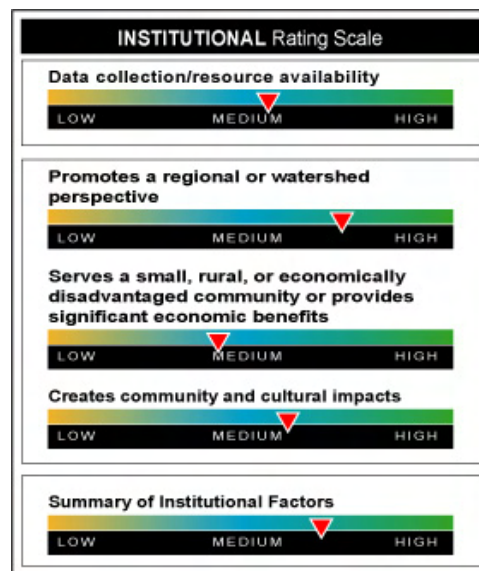 INSTITUTIONAL Rating Scale
Data collection/resource availability
LOW MEDIUM HIGH
Promotes a regional or watershed
perspective
LOW MEDIUM HIGH
Serves a small, rural, or economically
disadvantaged community or provides
significant economic benefits
LOW MEDIUM HIGH
Creates community and cultural impacts
LOW MEDIUM HIGH
Summary of Institutional Factors
LOW MEDIUM HIGH